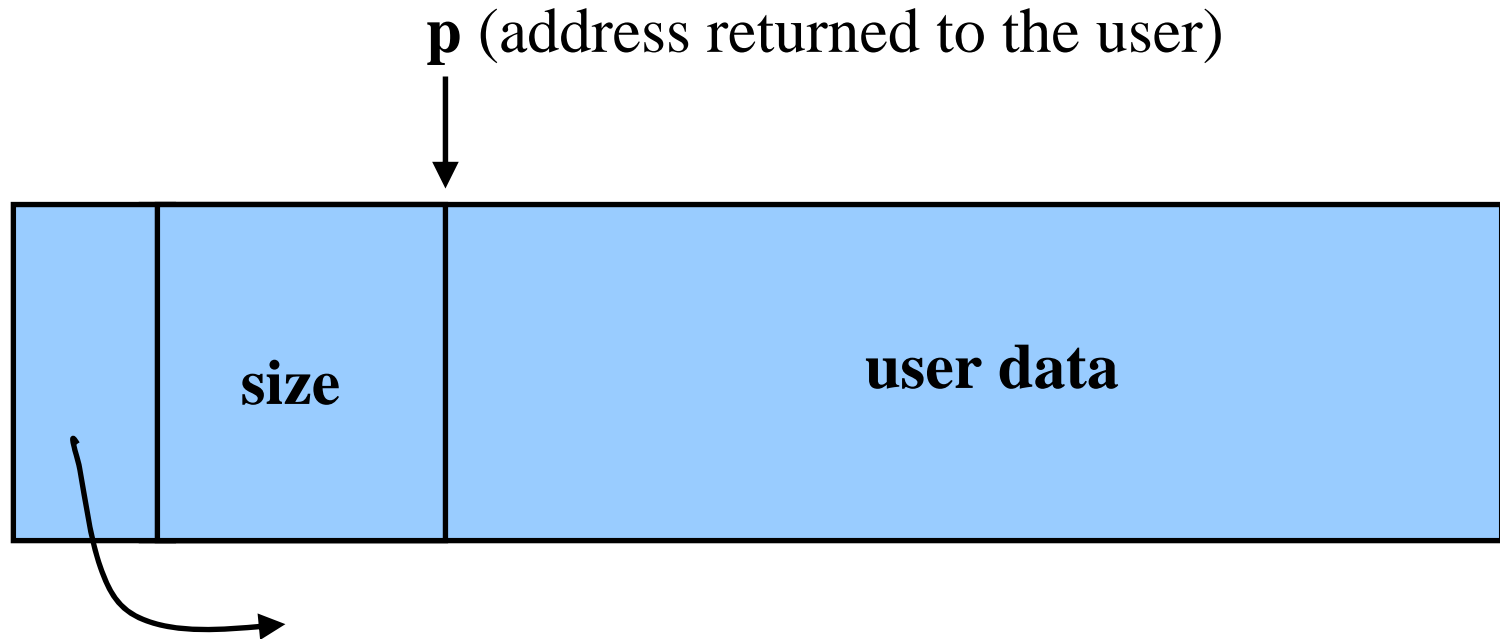 p (address returned to the user)
size
user data